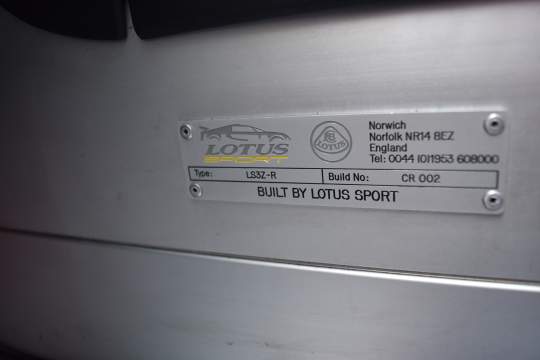 LOTUS
SPORT
LOTUS
Norwich
Norfolk NR14 8EZ
England
Tel: 0044 (0)1953 608000
Type: LS3Z-R
Build No: CR 002
BUILT BY LOTUS SPORT